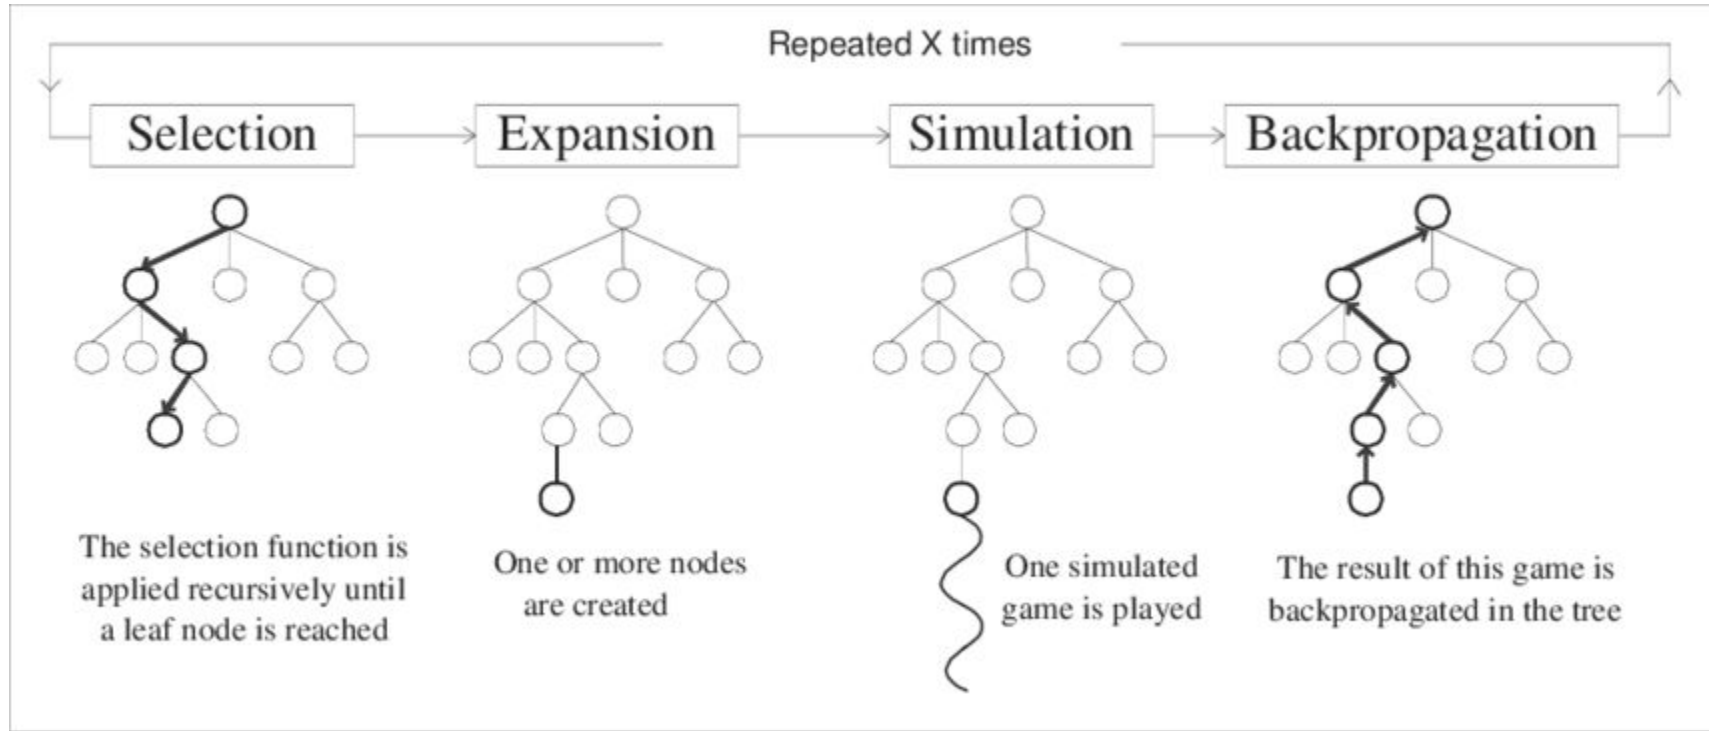 Repeated X times
Selection
Expansion
Simulation
Backpropagation
The selection function is
applied recursively until
a leaf node is reached
One or more nodes
are created
One simulated
game is played
The result of this game is
backpropagated in the tree